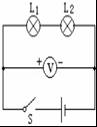 L₁ L₂
+ V -
S